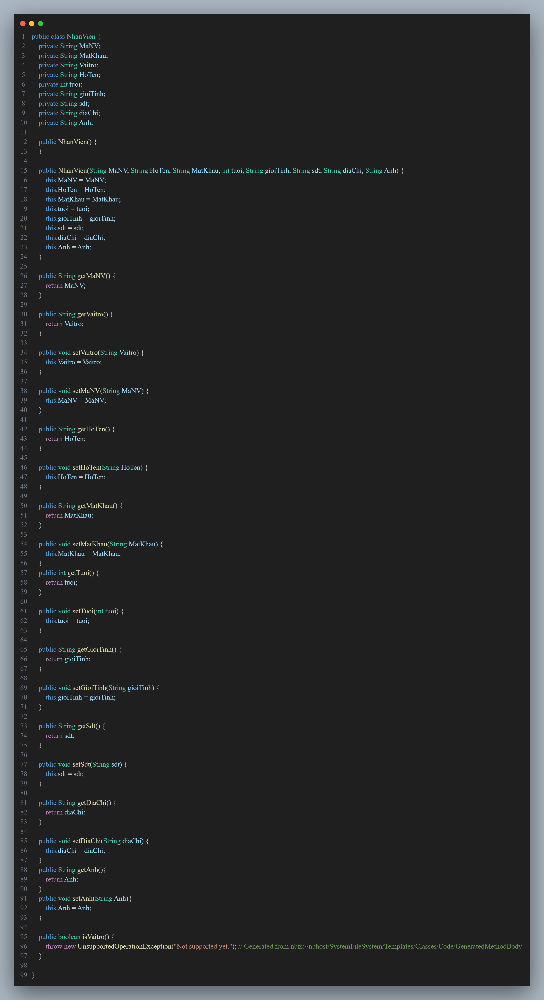 1 public class NhanVien {
2 private String MaNV;
3 private String MatKhau;
4 private String Vaitro;
5 private String HoTen;
6 private int tuoi;
7 private String gioiTinh;
8 private String sdt;
9 private String diaChi;
10 private String Anh;
11
12 public NhanVien() {
13 }
14
15 public NhanVien(String MaNV, String HoTen, String MatKhau, int tuoi, String gioiTinh, String sdt, String diaChi, String Anh) {
16 this.MaNV = MaNV;
17 this.HoTen = HoTen;
18 this.MatKhau = MatKhau;
19 this.tuoi = tuoi;
20 this.gioiTinh = gioiTinh;
21 this.sdt = sdt;
22 this.diaChi = diaChi;
23 this.Anh = Anh;
24 }
25
26 public String getMaNV() {
27 return MaNV;
28 }
29
30 public String getVaitro() {
31 return Vaitro;
32 }
33
34 public void setVaitro(String Vaitro) {
35 this.Vaitro = Vaitro;
36 }
37
38 public void setMaNV(String MaNV) {
39 this.MaNV = MaNV;
40 }
41
42 public String getHoTen() {
43 return HoTen;
44 }
45
46 public void setHoTen(String HoTen) {
47 this.HoTen = HoTen;
48 }
49
50 public String getMatKhau() {
51 return MatKhau;
52 }
53
54 public void setMatKhau(String MatKhau) {
55 this.MatKhau = MatKhau;
56 }
57 public int getTuoi() {
58 return tuoi;
59 }
60
61 public void setTuoi(int tuoi) {
62 this.tuoi = tuoi;
63 }
64
65 public String getGioiTinh() {
66 return gioiTinh;
67 }
68
69 public void setGioiTinh(String gioiTinh) {
70 this.gioiTinh = gioiTinh;
71 }
72
73 public String getSdt() {
74 return sdt;
75 }
76
77 public void setSdt(String sdt) {
78 this.sdt = sdt;
79 }
80
81 public String getDiaChi() {
82 return diaChi;
83 }
84
85 public void setDiaChi(String diaChi) {
86 this.diaChi = diaChi;
87 }
88 public String getAnh(){
89 return Anh;
90 }
91 public void setAnh(String Anh){
92 this.Anh = Anh;
93 }
94
95 public boolean isVaitro() {
96 throw new UnsupportedOperationException("Not supported yet."); // Generated from nbfs://nbhost/SystemFileSystem/Templates/Classes/Code/GeneratedMethodBody
97 }
98
99 }